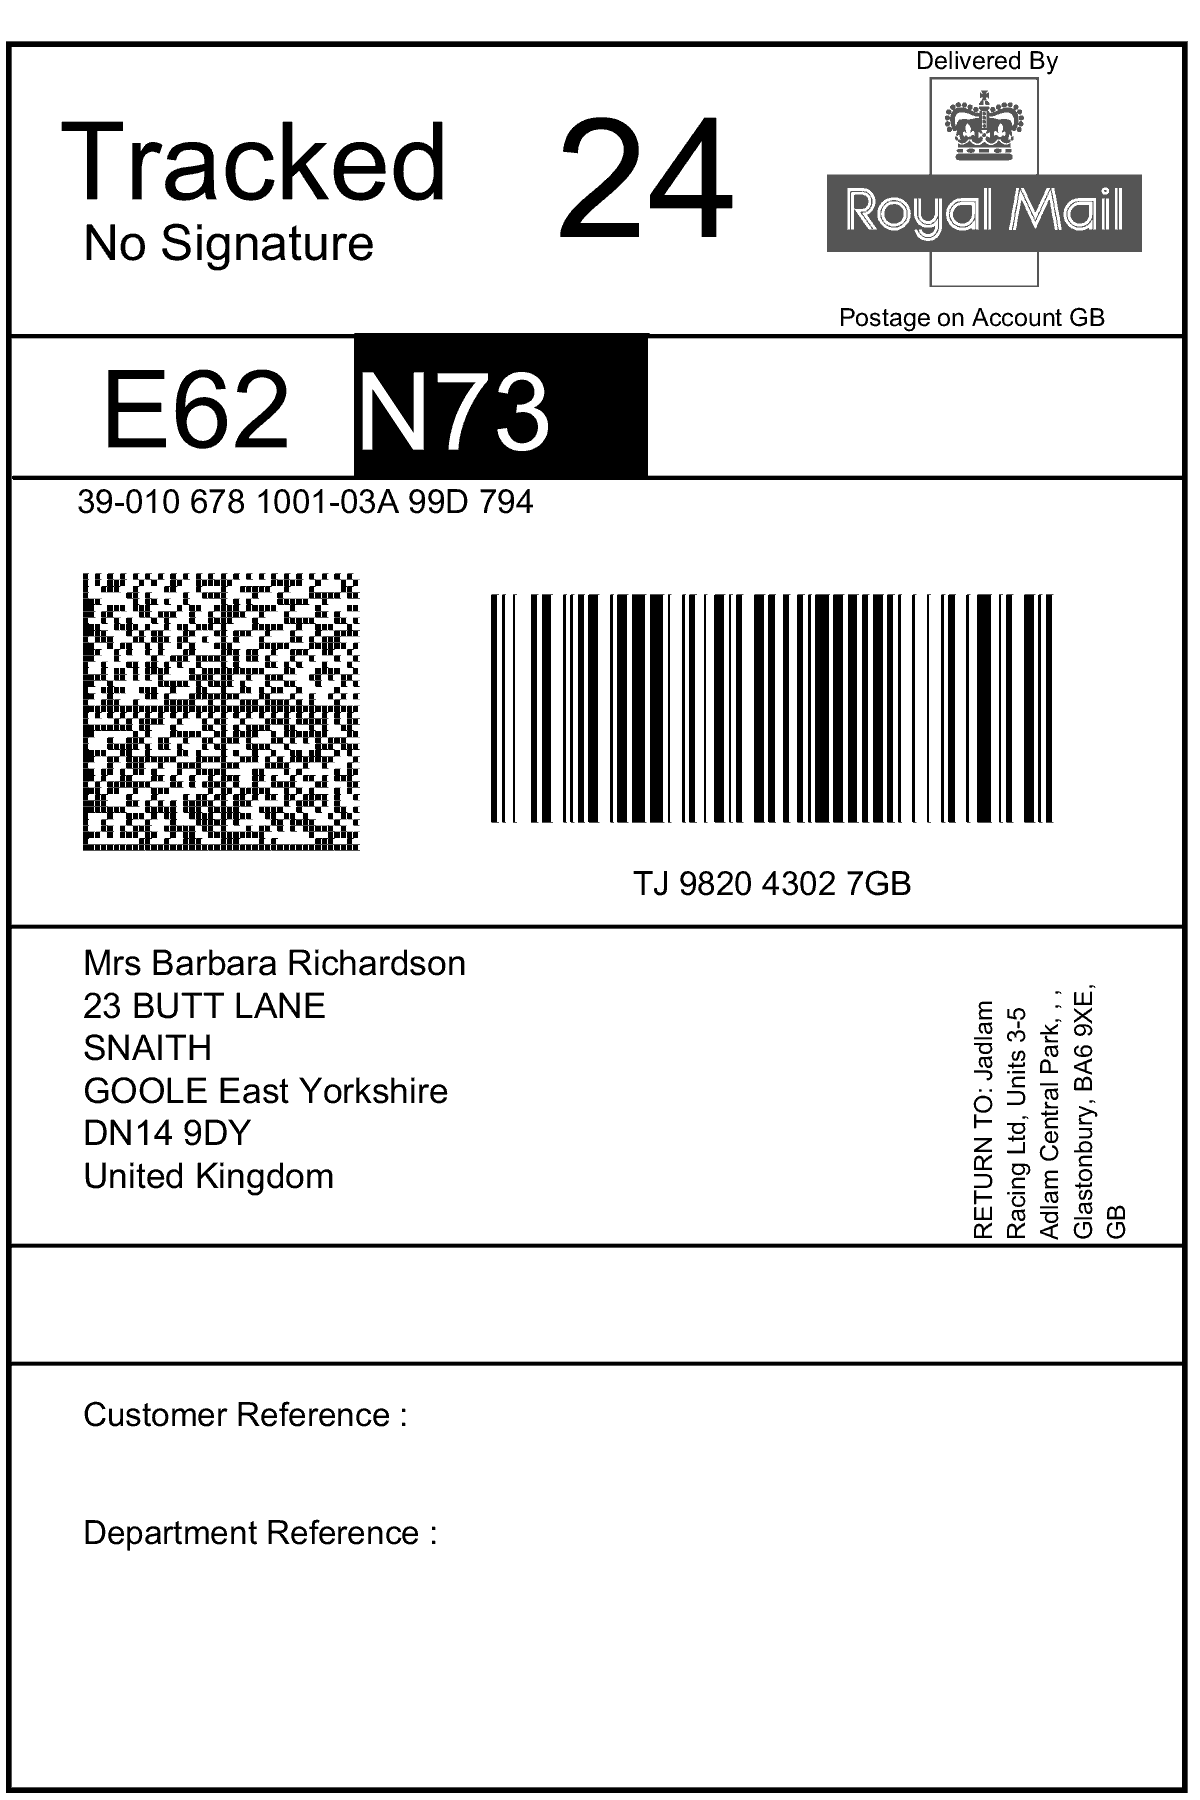 Delivered By
Tracked
24
No Signature
Royal Mail
Postage on Account GB
E62 N73
39-010 678 1001-03A 99D 794
TJ 9820 4302 7GB
Mrs Barbara Richardson
23 BUTT LANE
SNAITH
GOOLE East Yorkshire
DN14 9DY
United Kingdom
RETURN TO: Jadlam
Racing Ltd, Units 3-5
Adlam Central Park, , ,
Glastonbury, BA6 9XE,
GB
Customer Reference :
Department Reference :